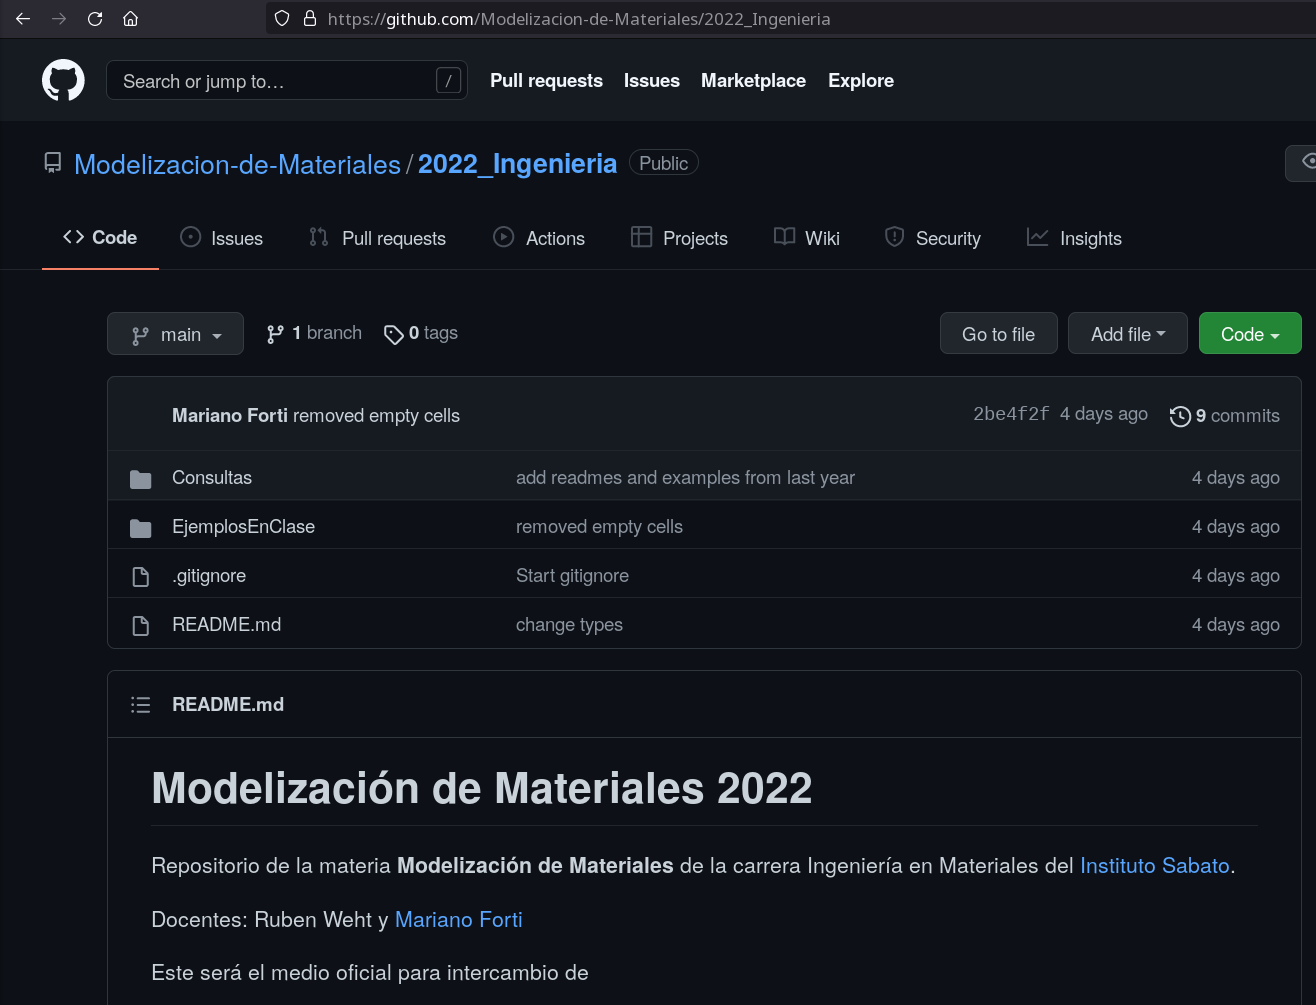 https://github.com/Modelizacion-de-Materiales/2022_Ingenieria
Search or jump to… / Pull requests Issues Marketplace Explore
Modelizacion-de-Materiales / 2022_Ingenieria Public
Code Issues Pull requests Actions Projects Wiki Security Insights
main 1 branch 0 tags Go to file Add file Code
Mariano Forti removed empty cells 2be4f2f 4 days ago 9 commits
Consultas add readmes and examples from last year 4 days ago
EjemplosEnClase removed empty cells 4 days ago
.gitignore Start gitignore 4 days ago
README.md change types 4 days ago
README.md
Modelización de Materiales 2022
Repositorio de la materia Modelización de Materiales de la carrera Ingeniería en Materiales del Instituto Sabato.
Docentes: Ruben Weht y Mariano Forti
Este será el medio oficial para intercambio de